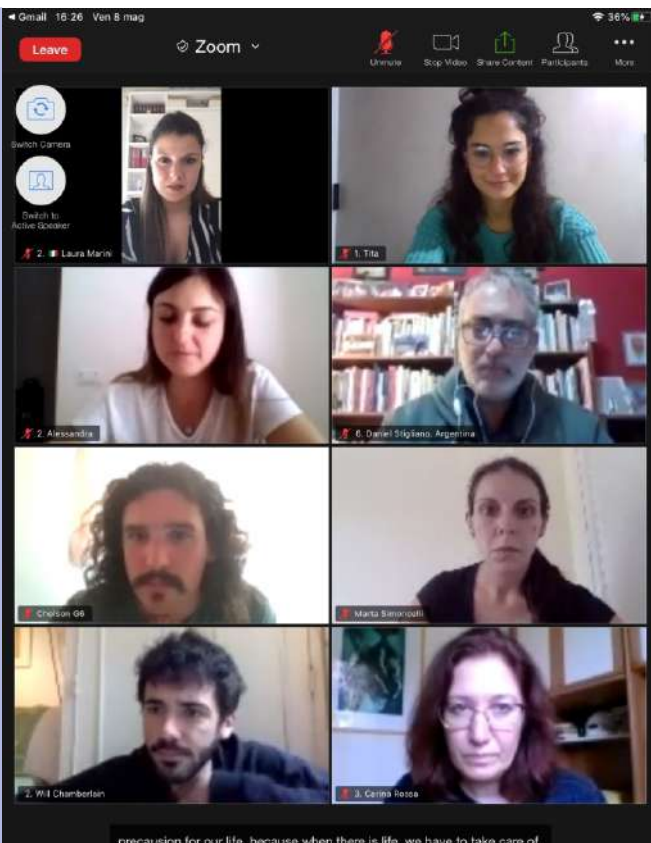 Gmail 16:26 Ven 8 mag 36%
Leave Zoom Unmute Stop Video Share Content Participants More
Switch Camera
Switch to
Active Speaker
2. Laura Marini 1. Tita
2. Alessandra 6. Daniel Stigliano, Argentina
Marta Simoncelli
2. Will Chamberlain 3. Carina Rossa
precausion for our life, because when there is life, we have to take care of